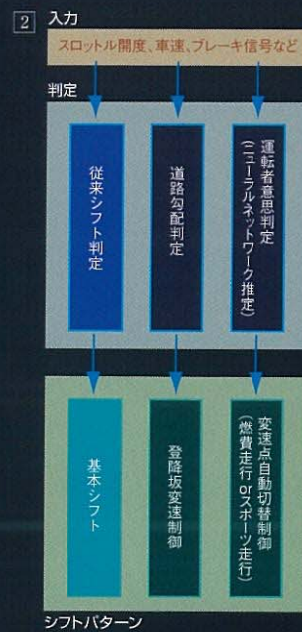 2 入力
スロットル開度、車速、ブレーキ信号など
判定
従来シフト判定
道路勾配判定
運転者意思判定
(ニューラルネットワーク推定)
基本シフト
登降坂変速制御
変速点自動切替制御
(燃費走行 orスポーツ走行)
シフトパターン